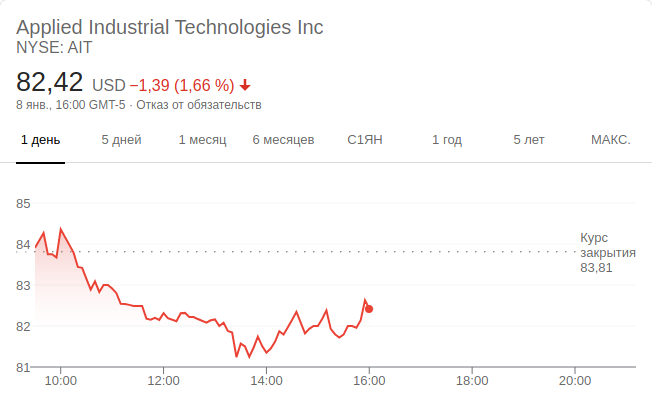 Applied Industrial Technologies Inc
NYSE: AIT
82,42 USD −1,39 (1,66 %)
8 янв., 16:00 GMT-5 · Отказ от обязательств
1 день 5 дней 1 месяц 6 месяцев С1ЯН 1 год 5 лет МАКС.
85
84
83
82
81
Курс
закрытия
83,81
10:00 12:00 14:00 16:00 18:00 20:00